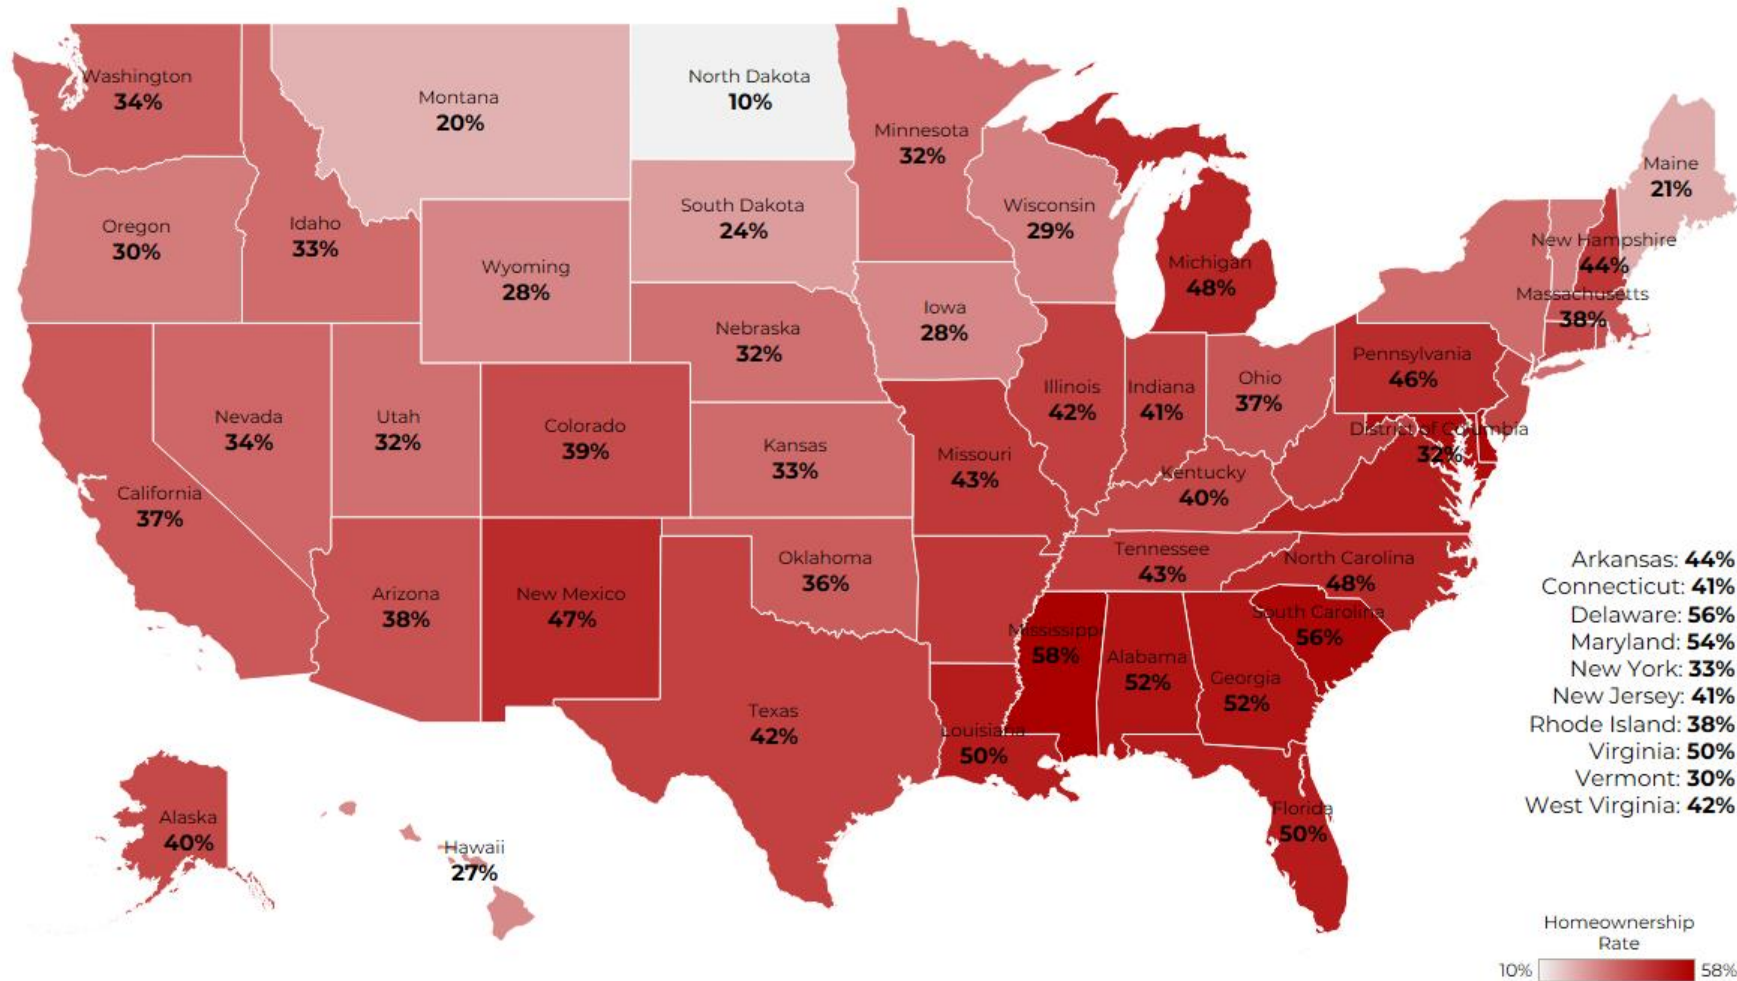 Washington
34%
Montana
20%
North Dakota
10%
Minnesota
32%
Maine
21%
Oregon
30%
Idaho
33%
Wyoming
28%
South Dakota
24%
Wisconsin
29%
Michigan
48%
New Hampshire
44%
Massachusetts
38%
Nebraska
32%
Iowa
28%
Pennsylvania
46%
Nevada
34%
Utah
32%
Colorado
39%
Kansas
33%
Missouri
43%
Illinois
42%
Indiana
41%
Ohio
37%
District of Columbia
32%
California
37%
Kentucky
40%
Arizona
38%
New Mexico
47%
Oklahoma
36%
Tennessee
43%
North Carolina
48%
Texas
42%
Mississippi
58%
Alabama
52%
Georgia
52%
South Carolina
56%
Louisiana
50%
Florida
50%
Alaska
40%
Hawaii
27%
Arkansas: 44%
Connecticut: 41%
Delaware: 56%
Maryland: 54%
New York: 33%
New Jersey: 41%
Rhode Island: 38%
Virginia: 50%
Vermont: 30%
West Virginia: 42%
Homeownership
Rate
10% 58%